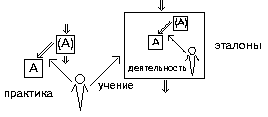 (А)
(А)
А
эталоны
А
деятельность
практика
учение